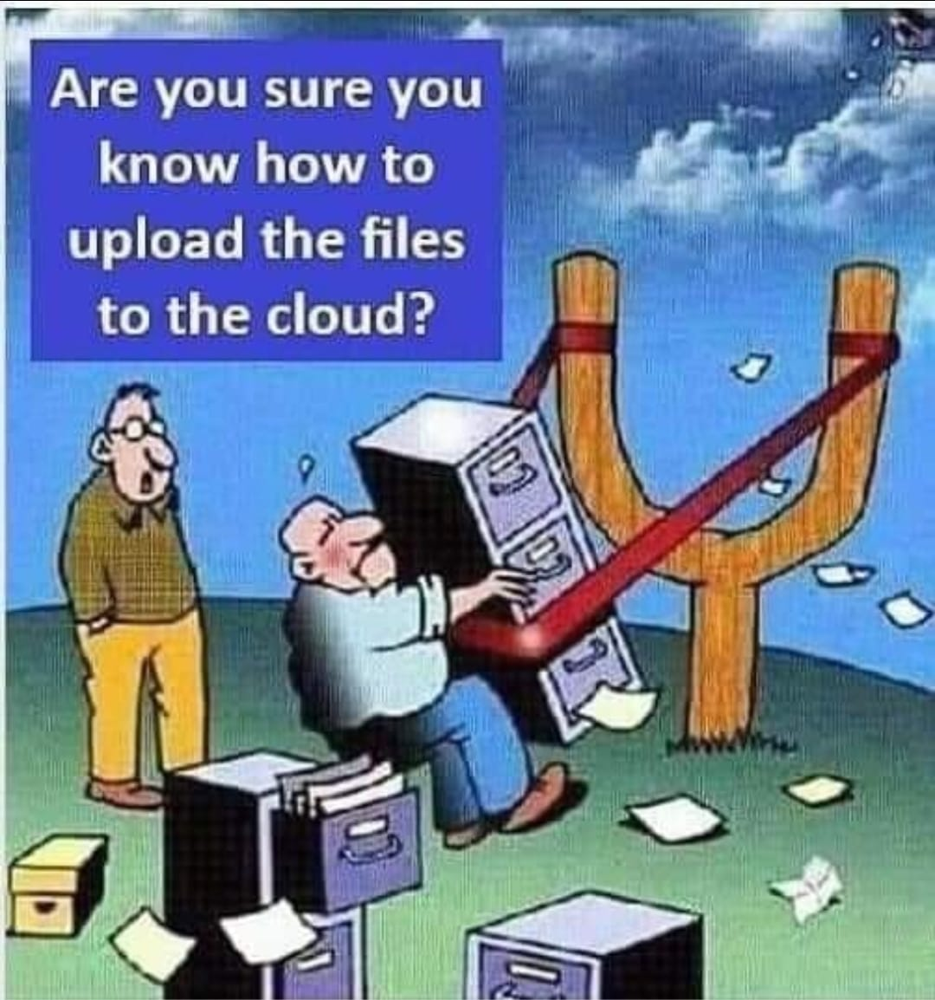 Are you sure you
know how to
upload the files
to the cloud?